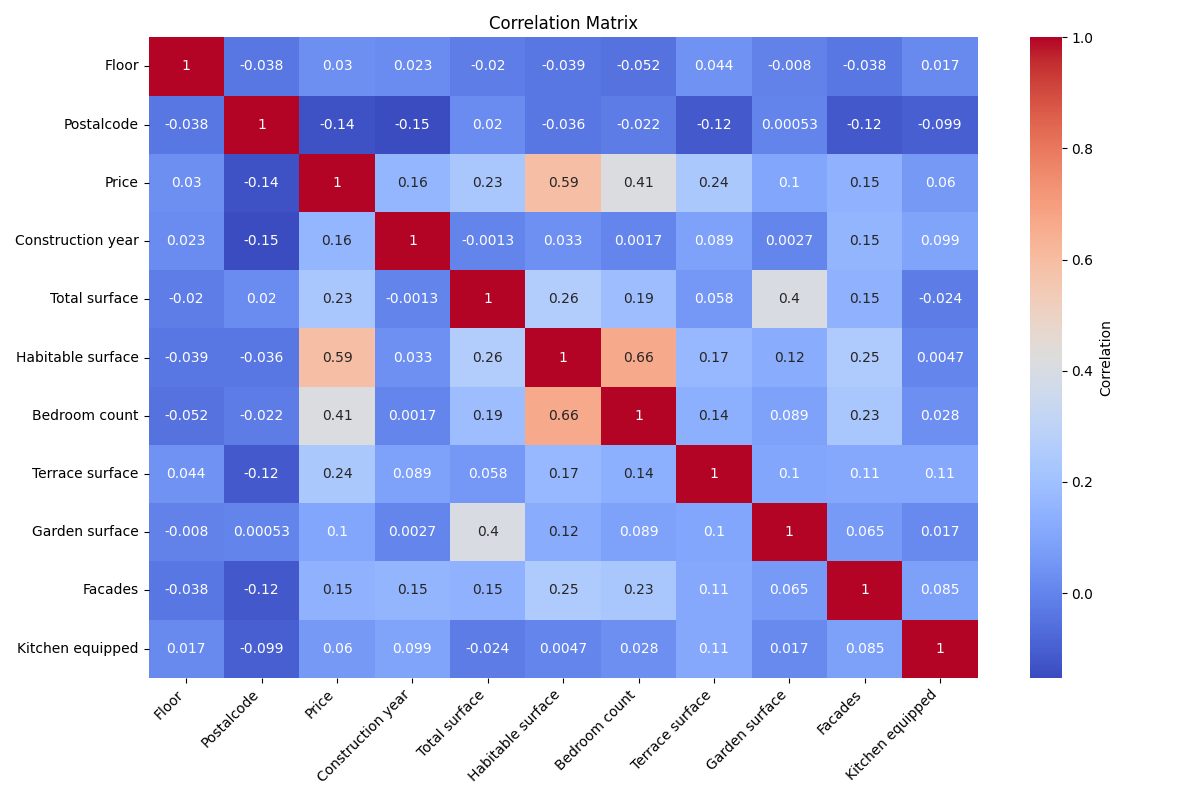 Correlation Matrix
Floor 1 -0.038 0.03 0.023 -0.02 -0.039 -0.052 0.044 -0.008 -0.038 0.017
Postalcode -0.038 1 -0.14 -0.15 0.02 -0.036 -0.022 -0.12 0.00053 -0.12 -0.099
Price 0.03 -0.14 1 0.16 0.23 0.59 0.41 0.24 0.1 0.15 0.06
Construction year 0.023 -0.15 0.16 1 -0.0013 0.033 0.0017 0.089 0.0027 0.15 0.099
Total surface -0.02 0.02 0.23 -0.0013 1 0.26 0.19 0.058 0.4 0.15 -0.024
Habitable surface -0.039 -0.036 0.59 0.033 0.26 1 0.66 0.17 0.12 0.25 0.0047
Bedroom count -0.052 -0.022 0.41 0.0017 0.19 0.66 1 0.14 0.089 0.23 0.028
Terrace surface 0.044 -0.12 0.24 0.089 0.058 0.17 0.14 1 0.1 0.11 0.11
Garden surface -0.008 0.00053 0.1 0.0027 0.4 0.12 0.089 0.1 1 0.065 0.017
Facades -0.038 -0.12 0.15 0.15 0.15 0.25 0.23 0.11 0.065 1 0.085
Kitchen equipped 0.017 -0.099 0.06 0.099 -0.024 0.0047 0.028 0.11 0.017 0.085 1
Floor Postalcode Price Construction year Total surface Habitable surface Bedroom count Terrace surface Garden surface Facades Kitchen equipped
1.0
0.8
0.6
0.4
0.2
0.0
Correlation